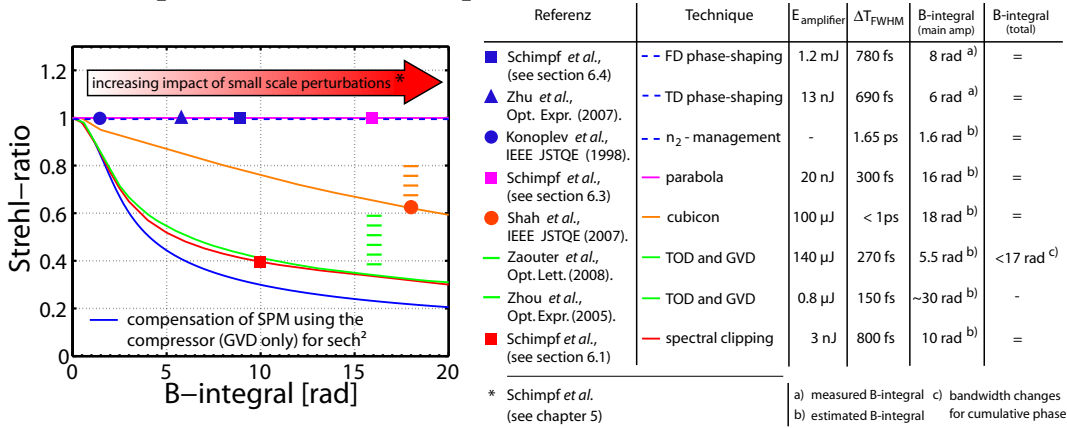 Strehl-ratio
1.2
1
0.8
0.6
0.4
0.2
0
increasing impact of small scale perturbations *
compensation of SPM using the
compressor (GVD only) for sech²
0 5 10 15 20
B-integral [rad]
Referenz Technique E amplifier ΔT FWHM B-integral (main amp) B-integral (total)
Schimpf et al., FD phase-shaping 1.2 mJ 780 fs 8 rad a) =
(see section 6.4)
Zhu et al., TD phase-shaping 13 nJ 690 fs 6 rad a) =
Opt. Expr. (2007).
Konoplev et al., n₂ - management - 1.65 ps 1.6 rad b) =
IEEE JSTQE (1998).
Schimpf et al., parabola 20 nJ 300 fs 16 rad b) =
(see section 6.3)
Shah et al., cubicon 100 µJ < 1ps 18 rad b) =
IEEE JSTQE (2007).
Zaouter et al., TOD and GVD 140 µJ 270 fs 5.5 rad b) <17 rad c)
Opt. Lett. (2008).
Zhou et al., TOD and GVD 0.8 µJ 150 fs ~30 rad b) -
Opt. Expr. (2005).
Schimpf et al., spectral clipping 3 nJ 800 fs 10 rad b) =
(see section 6.1)
* Schimpf et al.
(see chapter 5)
a) measured B-integral c) bandwidth changes
b) estimated B-integral for cumulative phase